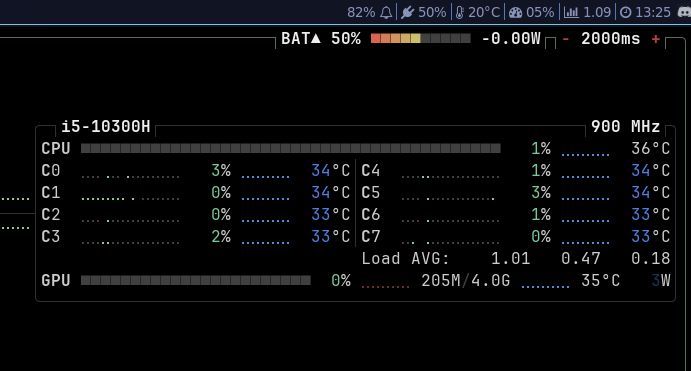 82% 50% 20°C 05% 1.09 13:25
BAT▲ 50% -0.00W - 2000ms +
i5-10300H 900 MHz
CPU 1% 36°C
C0 3% 34°C C4 1% 34°C
C1 0% 34°C C5 3% 34°C
C2 0% 33°C C6 1% 33°C
C3 2% 33°C C7 0% 33°C
Load AVG: 1.01 0.47 0.18
GPU 0% 205M/4.0G 35°C 3W